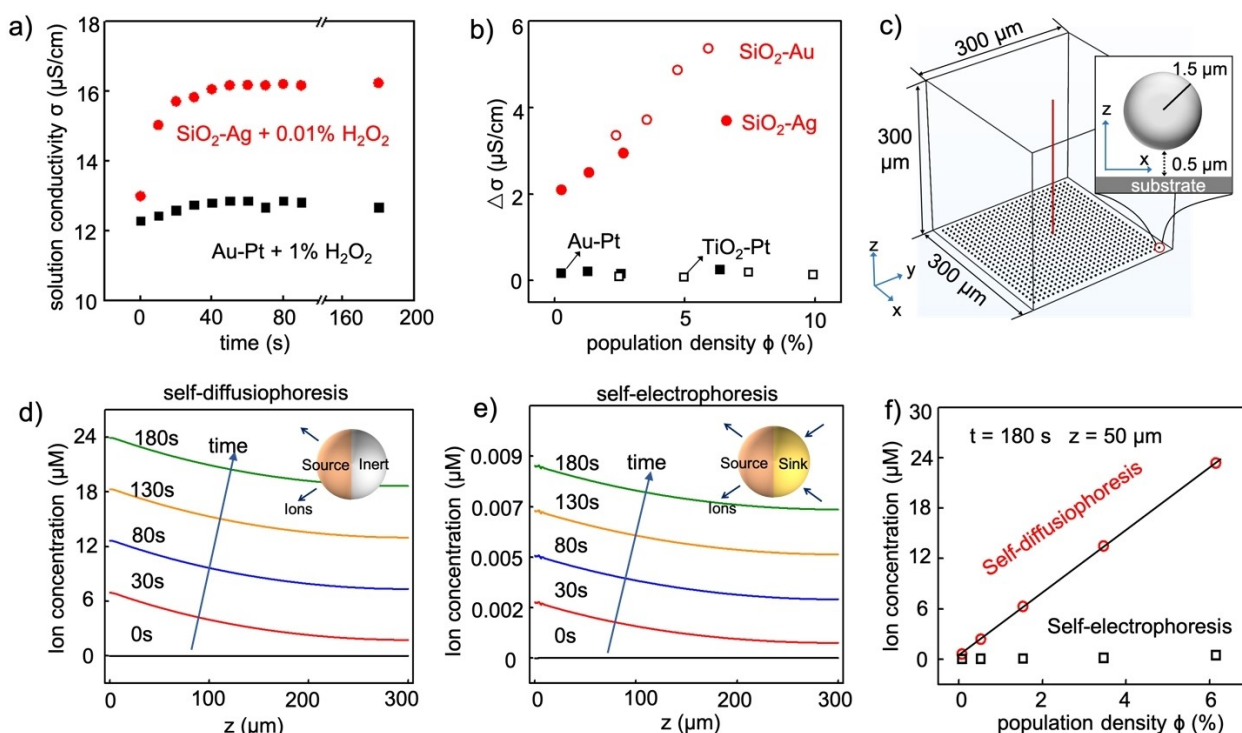 a)
solution conductivity σ (µS/cm)
18
16
14
12
10
SiO₂-Ag + 0.01% H₂O₂
Au-Pt + 1% H₂O₂
0
40
80
160
200
time (s)
b)
△σ (µS/cm)
6
4
2
0
SiO₂-Au
SiO₂-Ag
Au-Pt
TiO₂-Pt
0
5
10
population density ϕ (%)
c)
300 µm
300
µm
300 µm
z
y
x
1.5 µm
z
x
0.5 µm
substrate
d)
self-diffusiophoresis
Ion concentration (µM)
24
18
12
6
0
180s
130s
80s
30s
0s
time
Source
Inert
Ions
0
100
200
300
z (µm)
e)
self-electrophoresis
Ion concentration (µM)
0.009
0.007
0.005
0.002
0
180s
130s
80s
30s
0s
time
Source
Sink
Ions
0
100
200
300
z (µm)
f)
Ion concentration (µM)
30
24
18
12
6
0
t = 180 s z = 50 µm
Self-diffusiophoresis
Self-electrophoresis
0
2
4
6
population density ϕ (%)